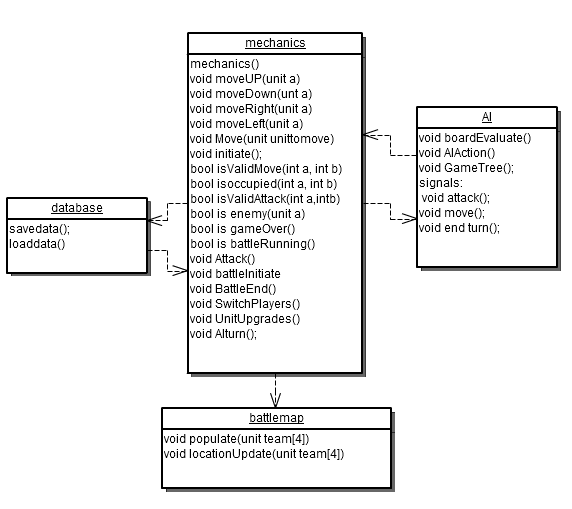 mechanics
mechanics()
void moveUP(unit a)
void moveDown(unt a)
void moveRight(unit a)
void moveLeft(unit a)
void Move(unit unittomove)
void initiate();
bool isValidMove(int a, int b)
bool isoccupied(int a, int b)
bool isValidAttack(int a,intb)
bool is enemy(unit a)
bool is gameOver()
bool is battleRunning()
void Attack()
void battleInitiate
void BattleEnd()
void SwitchPlayers()
void UnitUpgrades()
void AIturn();
AI
void boardEvaluate()
void AIAction()
void GameTree();
signals:
void attack();
void move();
void end turn();
database
savedata();
loaddata()
battlemap
void populate(unit team[4])
void locationUpdate(unit team[4])